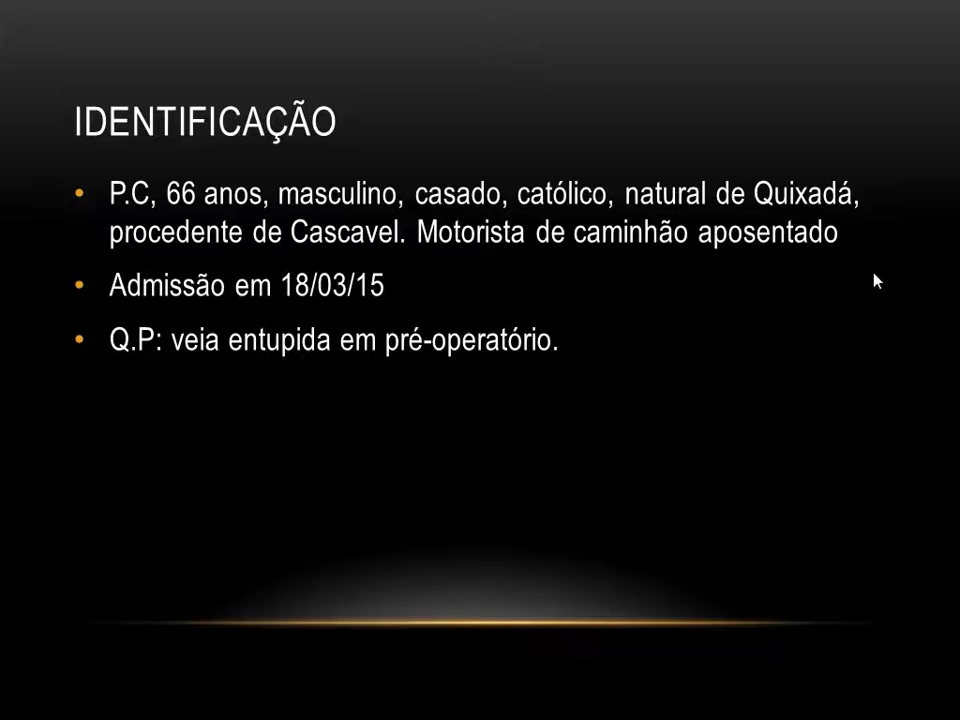 IDENTIFICAÇÃO
• P.C, 66 anos, masculino, casado, católico, natural de Quixadá,
procedente de Cascavel. Motorista de caminhão aposentado
• Admissão em 18/03/15
• Q.P: veia entupida em pré-operatório.